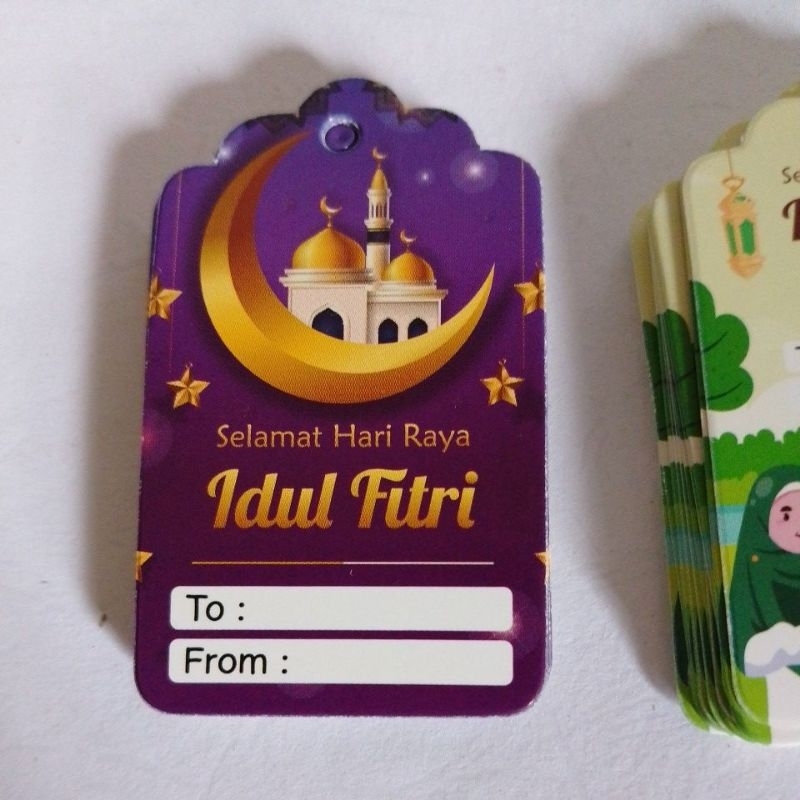 Selamat Hari Raya
Idul Fitri
To :
From :